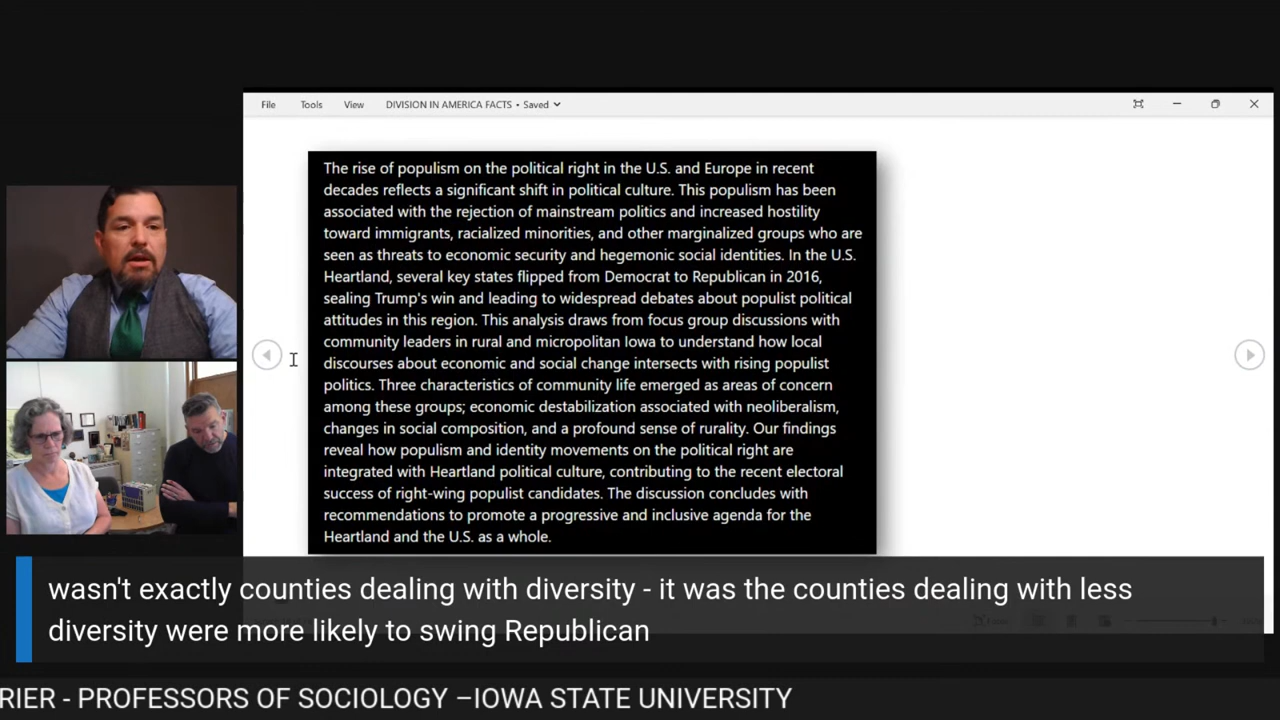 File Tools View DIVISION IN AMERICA FACTS • Saved
The rise of populism on the political right in the U.S. and Europe in recent
decades reflects a significant shift in political culture. This populism has been
associated with the rejection of mainstream politics and increased hostility
toward immigrants, racialized minorities, and other marginalized groups who are
seen as threats to economic security and hegemonic social identities. In the U.S.
Heartland, several key states flipped from Democrat to Republican in 2016,
sealing Trump's win and leading to widespread debates about populist political
attitudes in this region. This analysis draws from focus group discussions with
community leaders in rural and micropolitan Iowa to understand how local
discourses about economic and social change intersects with rising populist
politics. Three characteristics of community life emerged as areas of concern
among these groups; economic destabilization associated with neoliberalism,
changes in social composition, and a profound sense of rurality. Our findings
reveal how populism and identity movements on the political right are
integrated with Heartland political culture, contributing to the recent electoral
success of right-wing populist candidates. The discussion concludes with
recommendations to promote a progressive and inclusive agenda for the
Heartland and the U.S. as a whole.
wasn't exactly counties dealing with diversity - it was the counties dealing with less
diversity were more likely to swing Republican
RIER - PROFESSORS OF SOCIOLOGY –IOWA STATE UNIVERSITY